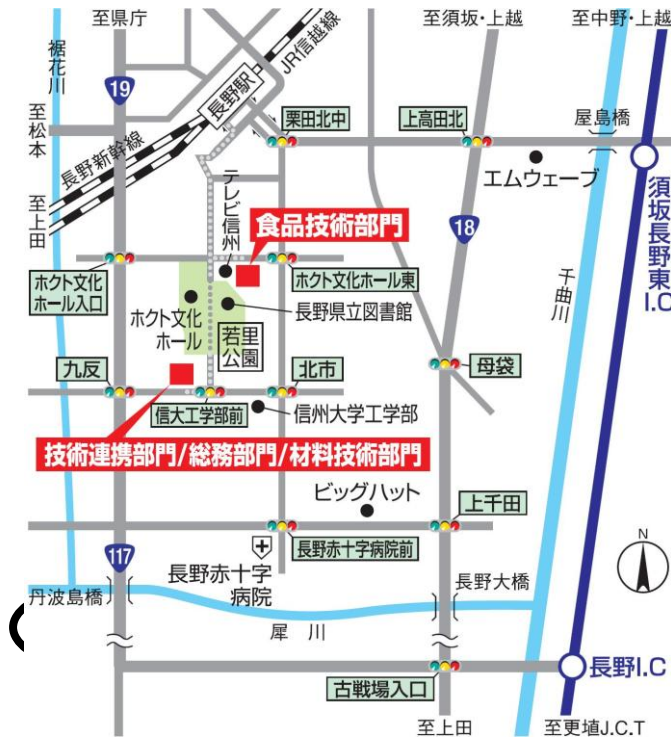 至県庁
至須坂・上越
至中野・上越
裾花川
JR信越線
19
長野駅
栗田北中
上高田北
屋島橋
至松本
長野新幹線
エムウェーブ
テレビ信州
至上田
食品技術部門
18
須坂長野東I.C
千曲川
ホクト文化
ホール入口
ホクト文化ホール東
ホクト文化
ホール
長野県立図書館
若里
公園
母袋
九反
北市
信大工学部前
信州大学工学部
技術連携部門/総務部門/材料技術部門
ビッグハット
上千田
N
117
長野赤十字病院前
長野赤十字
病院
丹波島橋
長野大橋
犀 川
長野I.C
古戦場入口
至上田
至更埴J.C.T